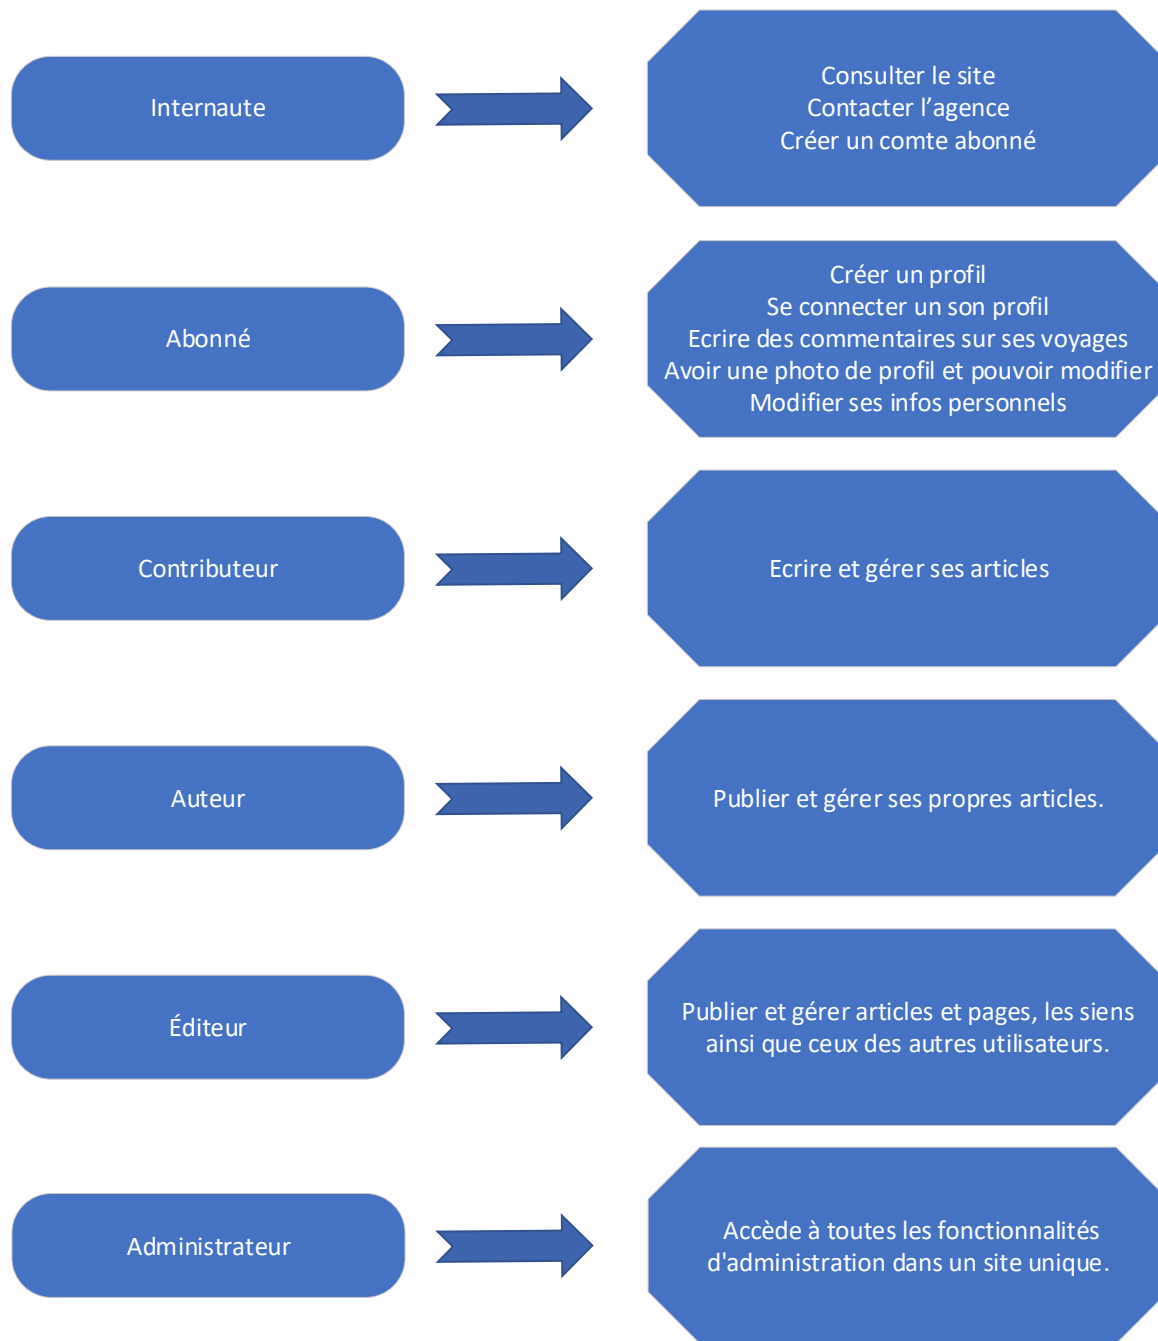 Internaute
Consulter le site
Contacter l’agence
Créer un comte abonné
Abonné
Créer un profil
Se connecter un son profil
Ecrire des commentaires sur ses voyages
Avoir une photo de profil et pouvoir modifier
Modifier ses infos personnels
Contributeur
Ecrire et gérer ses articles
Auteur
Publier et gérer ses propres articles.
Éditeur
Publier et gérer articles et pages, les siens
ainsi que ceux des autres utilisateurs.
Administrateur
Accède à toutes les fonctionnalités
d'administration dans un site unique.